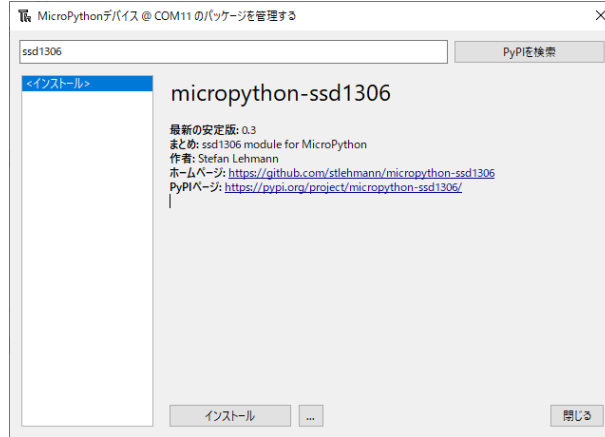 MicroPythonデバイス @ COM11 のパッケージを管理する
ssd1306
PyPIを検索
<インストール>
micropython-ssd1306
最新の安定版: 0.3
まとめ: ssd1306 module for MicroPython
作者: Stefan Lehmann
ホームページ: https://github.com/stlehmann/micropython-ssd1306
PyPIページ: https://pypi.org/project/micropython-ssd1306/
インストール
...
閉じる